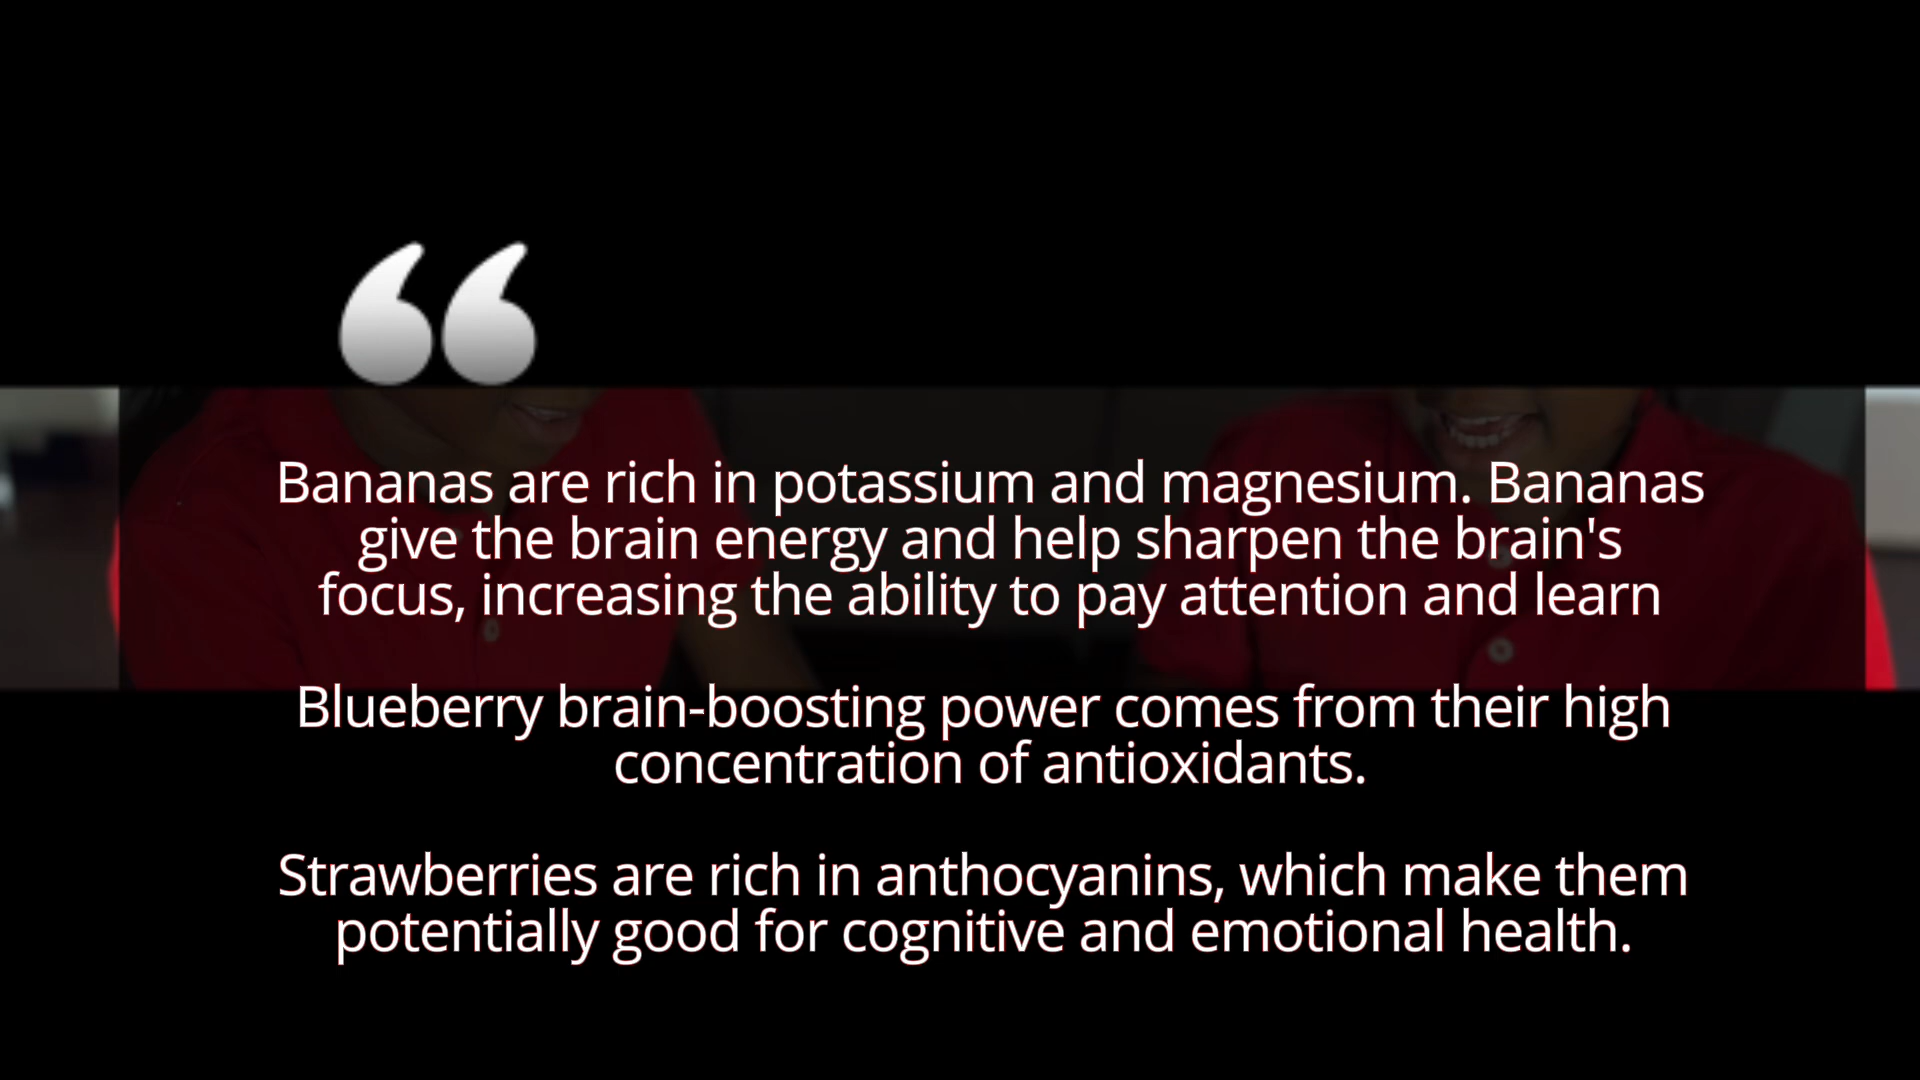 “
Bananas are rich in potassium and magnesium. Bananas
give the brain energy and help sharpen the brain's
focus, increasing the ability to pay attention and learn
Blueberry brain-boosting power comes from their high
concentration of antioxidants.
Strawberries are rich in anthocyanins, which make them
potentially good for cognitive and emotional health.